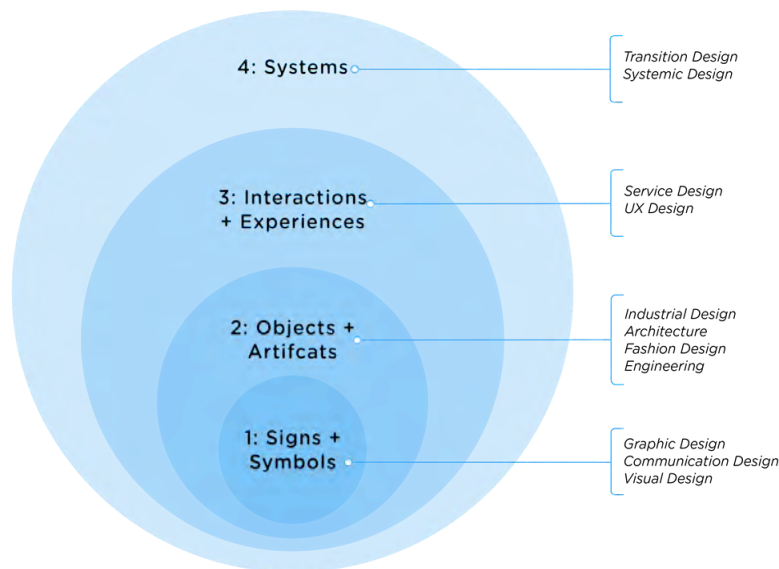 4: Systems
Transition Design
Systemic Design
3: Interactions
+ Experiences
Service Design
UX Design
2: Objects +
Artifcats
Industrial Design
Architecture
Fashion Design
Engineering
1: Signs +
Symbols
Graphic Design
Communication Design
Visual Design